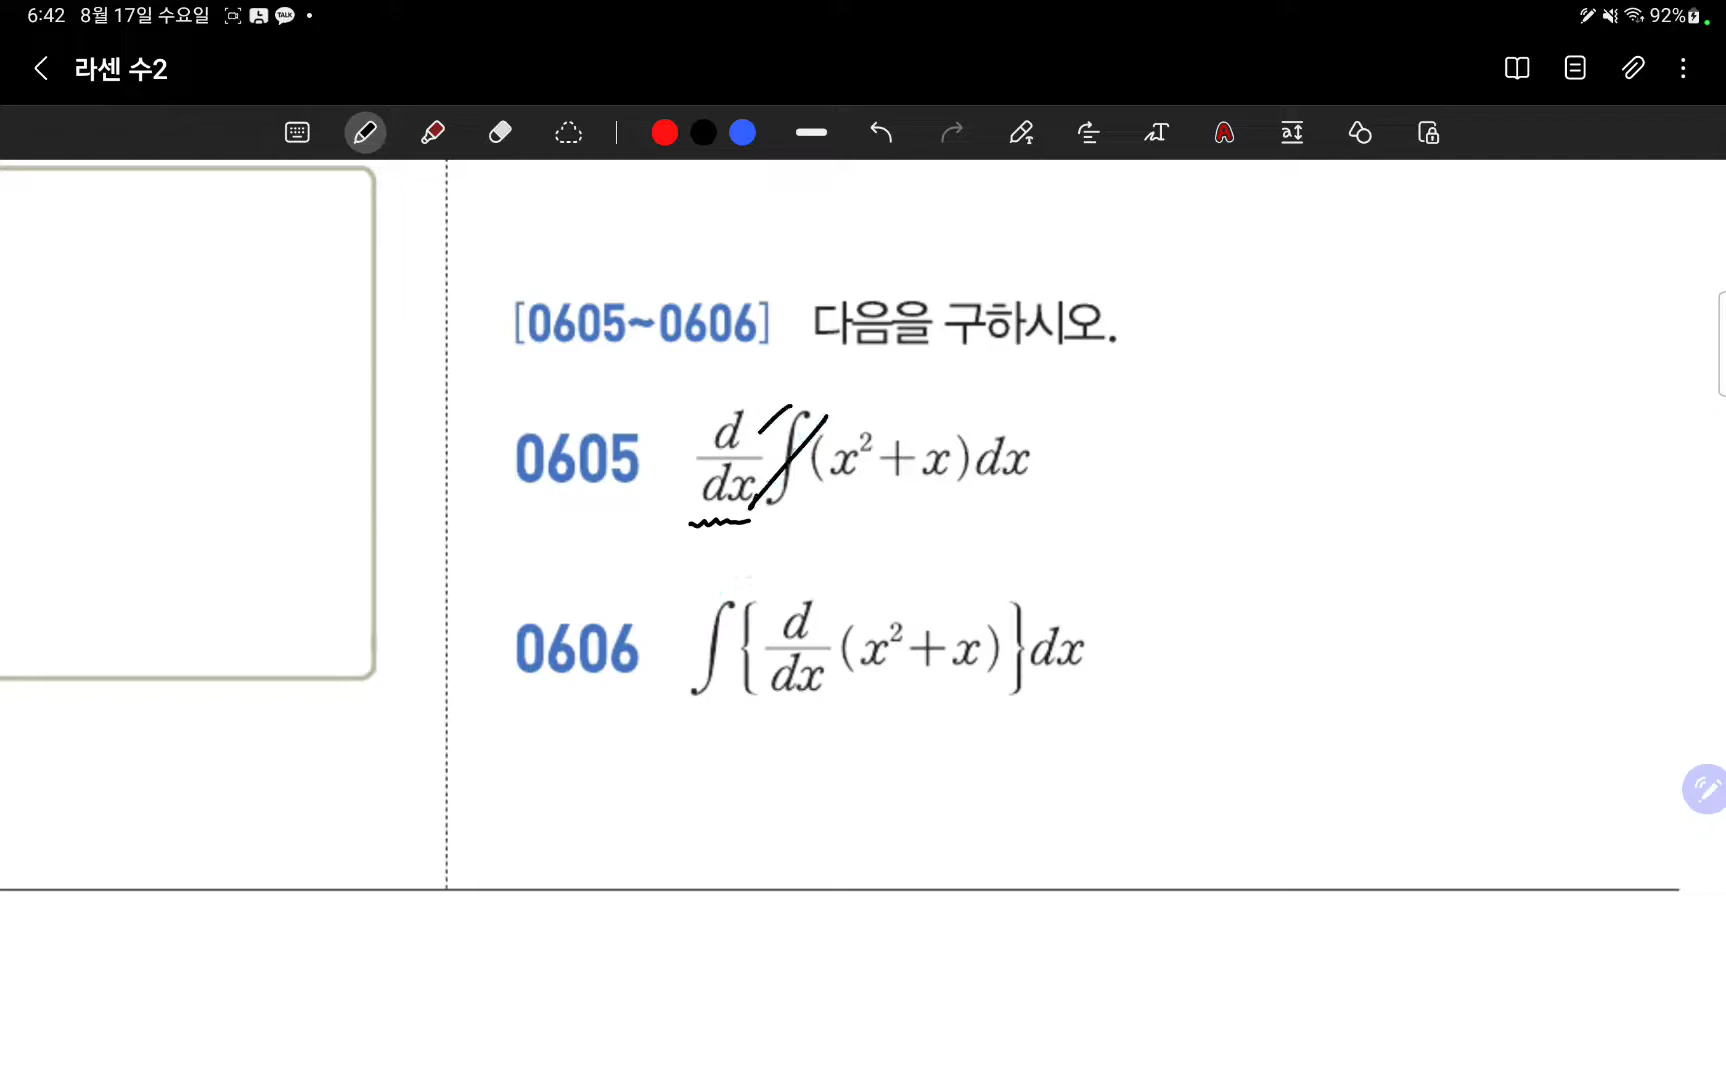 6:42 8월 17일 수요일 TALK 92%
라센 수2
[0605~0606] 다음을 구하시오.
0605 d/dx ∫(x²+x)dx
0606 ∫{d/dx (x²+x)}dx